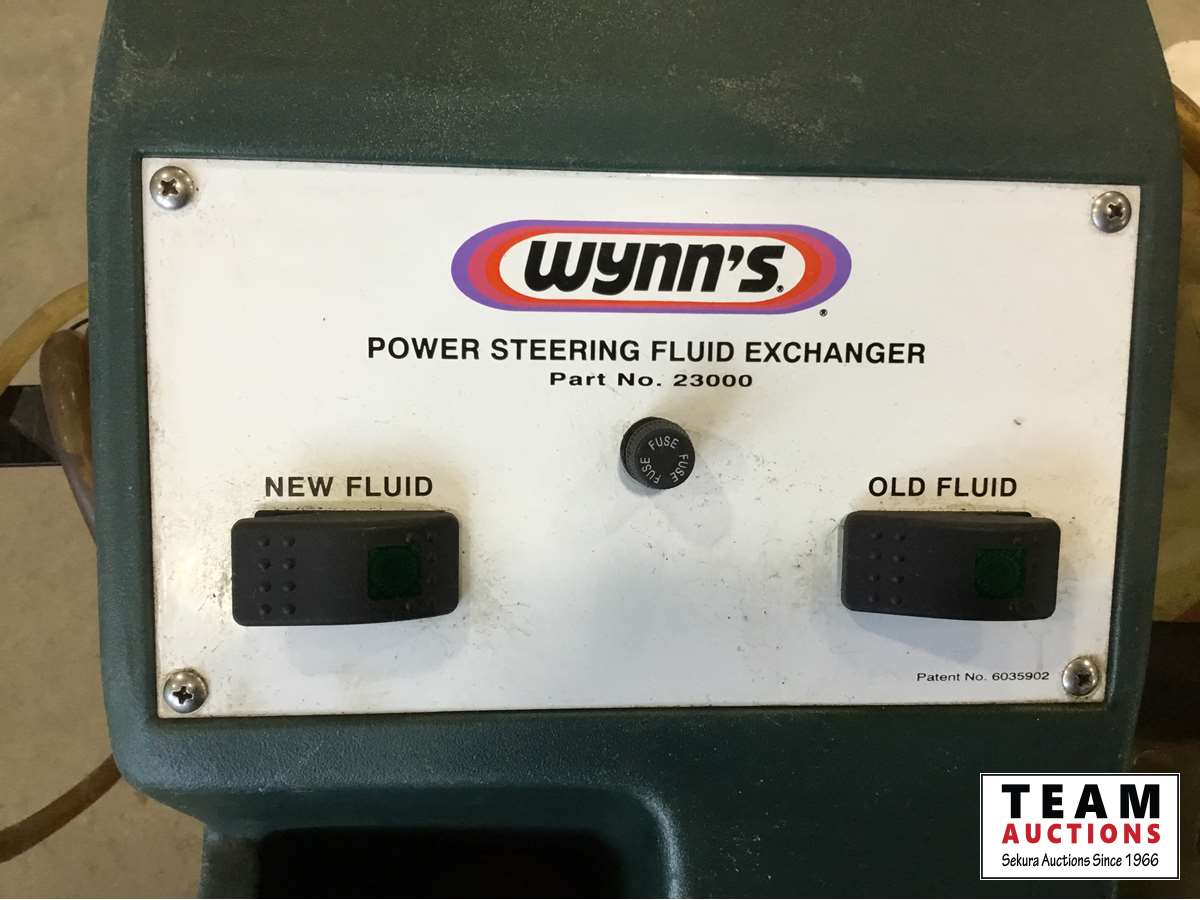 wynn's®
®
POWER STEERING FLUID EXCHANGER
Part No. 23000
FUSE FUSE FUSE
NEW FLUID
OLD FLUID
Patent No. 6035902
TEAM
AUCTIONS
Sekura Auctions Since 1966